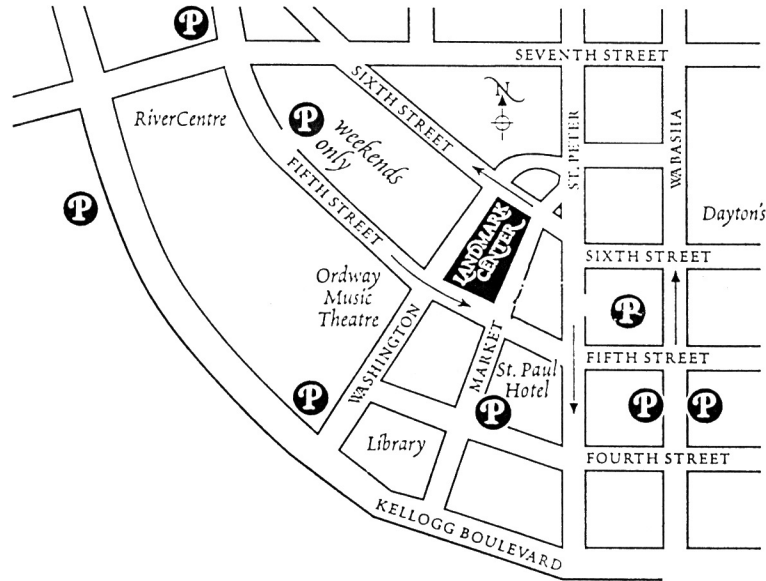 P
SEVENTH STREET
SIXTH STREET
N
RiverCentre
P
weekends
only
ST. PETER
WABASHA
FIFTH STREET
P
LANDMARK
CENTER
Dayton's
SIXTH STREET
Ordway
Music
Theatre
P
WASHINGTON
MARKET
FIFTH STREET
St. Paul
Hotel
P
P
P
P
Library
FOURTH STREET
KELLOGG BOULEVARD